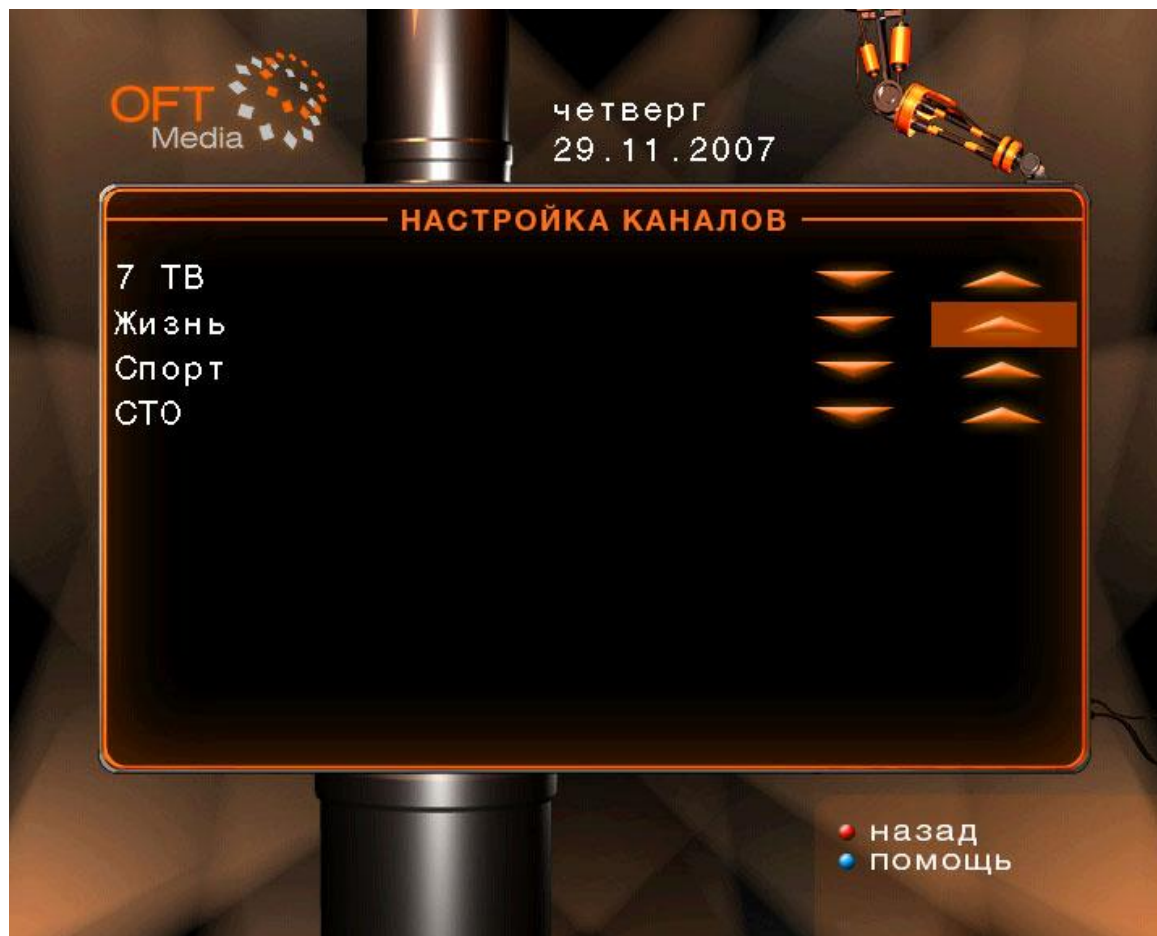 OFT
Media
четверг
29.11.2007
НАСТРОЙКА КАНАЛОВ
7 ТВ
Жизнь
Спорт
СТО
назад
помощь